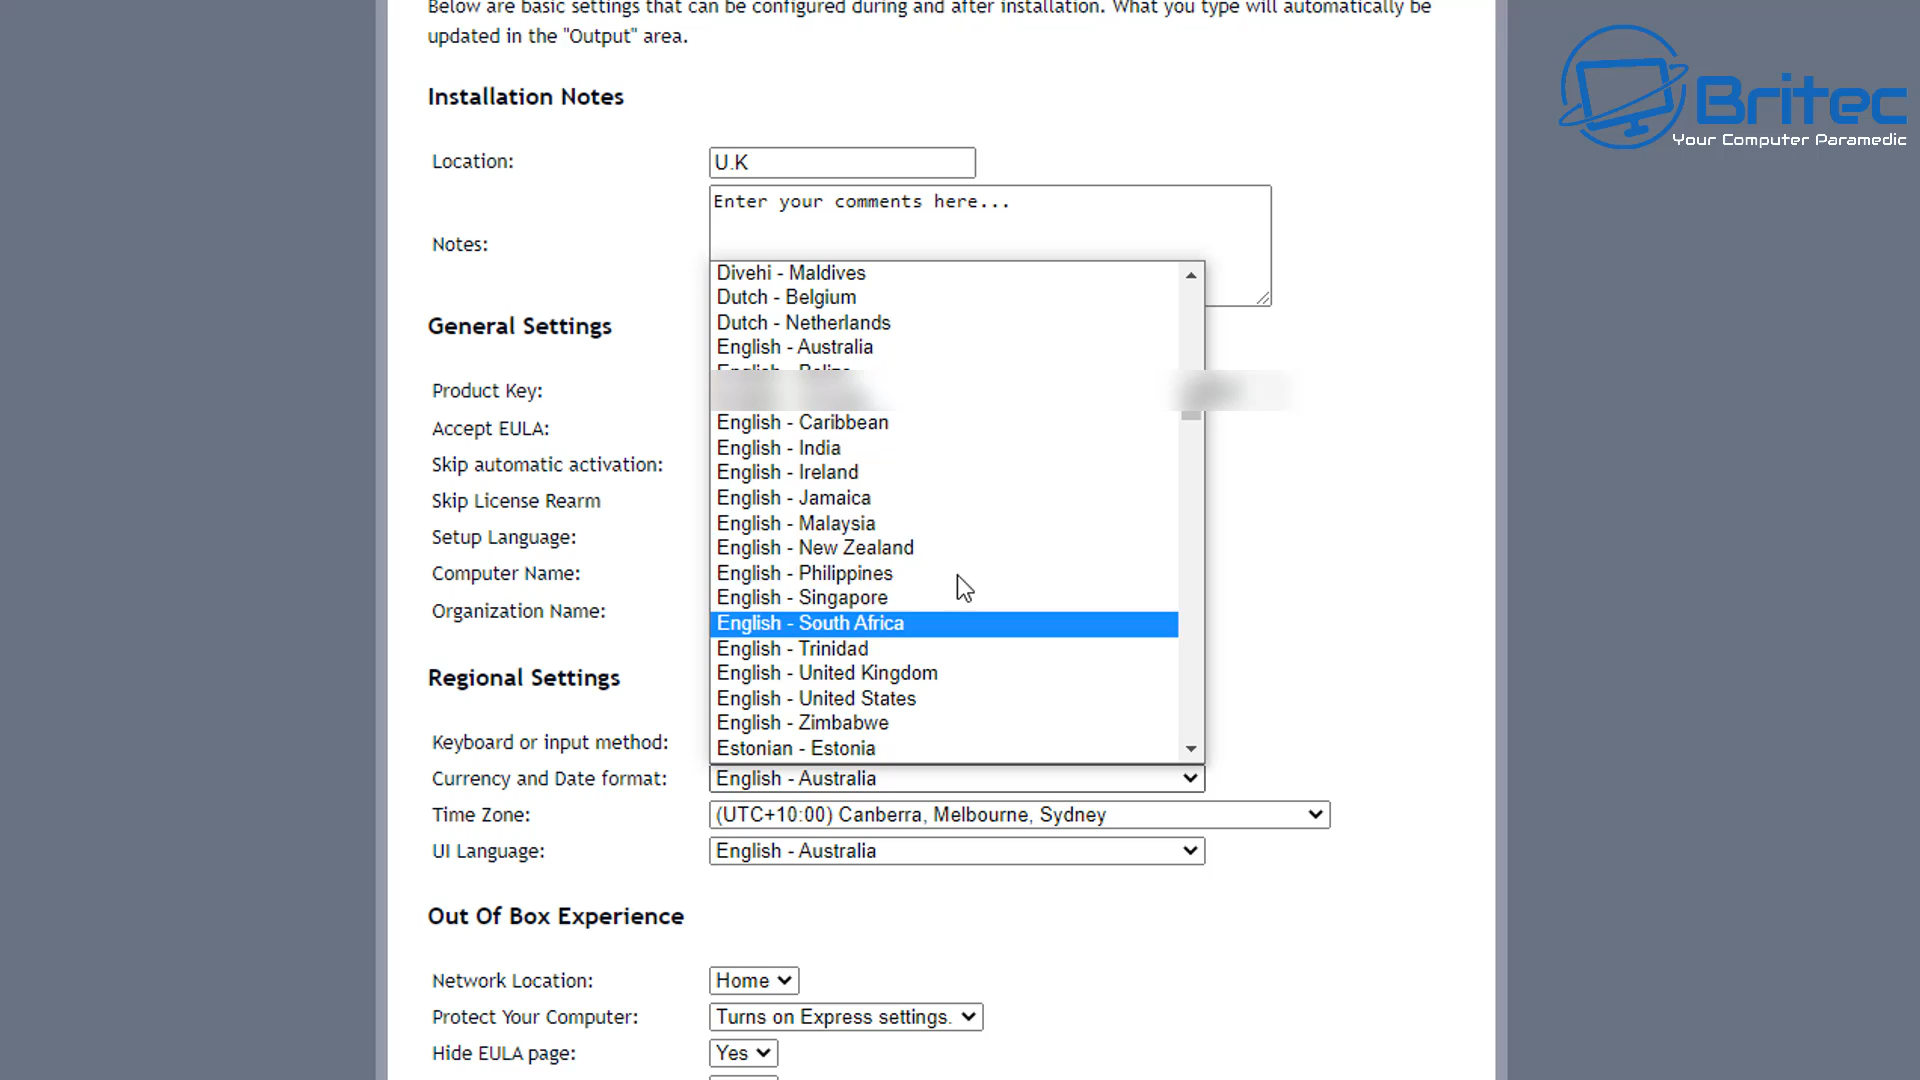 Below are basic settings that can be configured during and after installation. What you type will automatically be
updated in the "Output" area.
Britec
Your Computer Paramedic
Installation Notes
Location:
U.K
Enter your comments here...
Notes:
Divehi - Maldives
Dutch - Belgium
Dutch - Netherlands
General Settings
English - Australia
English - Belize
Product Key:
English - Caribbean
Accept EULA:
English - India
Skip automatic activation:
English - Ireland
Skip License Rearm
English - Jamaica
English - Malaysia
Setup Language:
English - New Zealand
Computer Name:
English - Philippines
English - Singapore
Organization Name:
English - South Africa
English - Trinidad
Regional Settings
English - United Kingdom
English - United States
English - Zimbabwe
Keyboard or input method:
Estonian - Estonia
Currency and Date format:
English - Australia
Time Zone:
(UTC+10:00) Canberra, Melbourne, Sydney
UI Language:
English - Australia
Out Of Box Experience
Network Location:
Home
Protect Your Computer:
Turns on Express settings.
Hide EULA page:
Yes